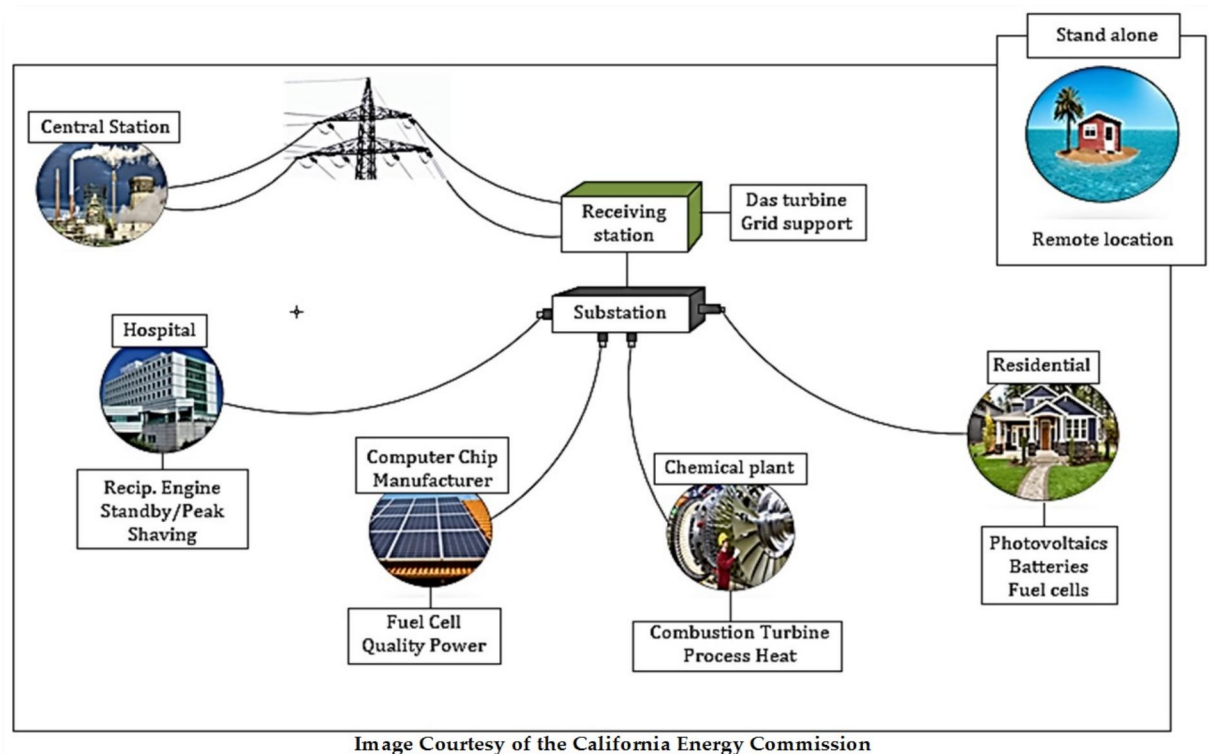 Stand alone
Remote location
Central Station
Receiving
station
Das turbine
Grid support
Substation
Hospital
Recip. Engine
Standby/Peak
Shaving
Computer Chip
Manufacturer
Fuel Cell
Quality Power
Chemical plant
Combustion Turbine
Process Heat
Residential
Photovoltaics
Batteries
Fuel cells
Image Courtesy of the California Energy Commission